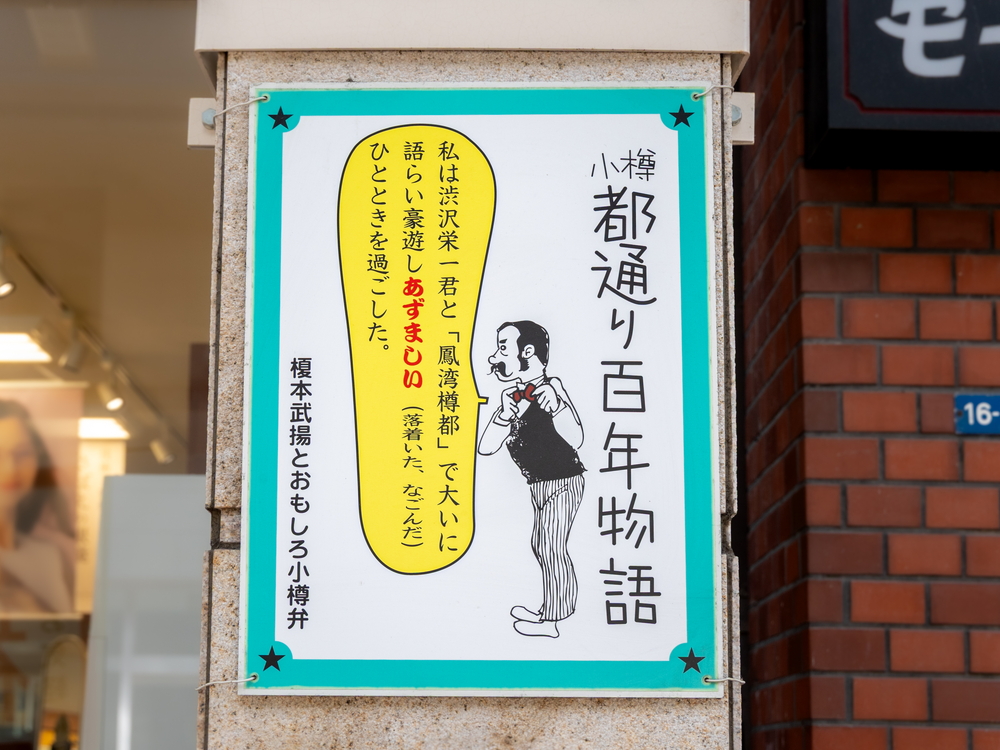 小樽
都通り百年物語
私は渋沢栄一君と「鳳湾樽都」で大いに
語らい豪遊しあずましい(落着いた、なごんだ)
ひとときを過ごした。
榎本武揚とおもしろ小樽弁
モー
16-